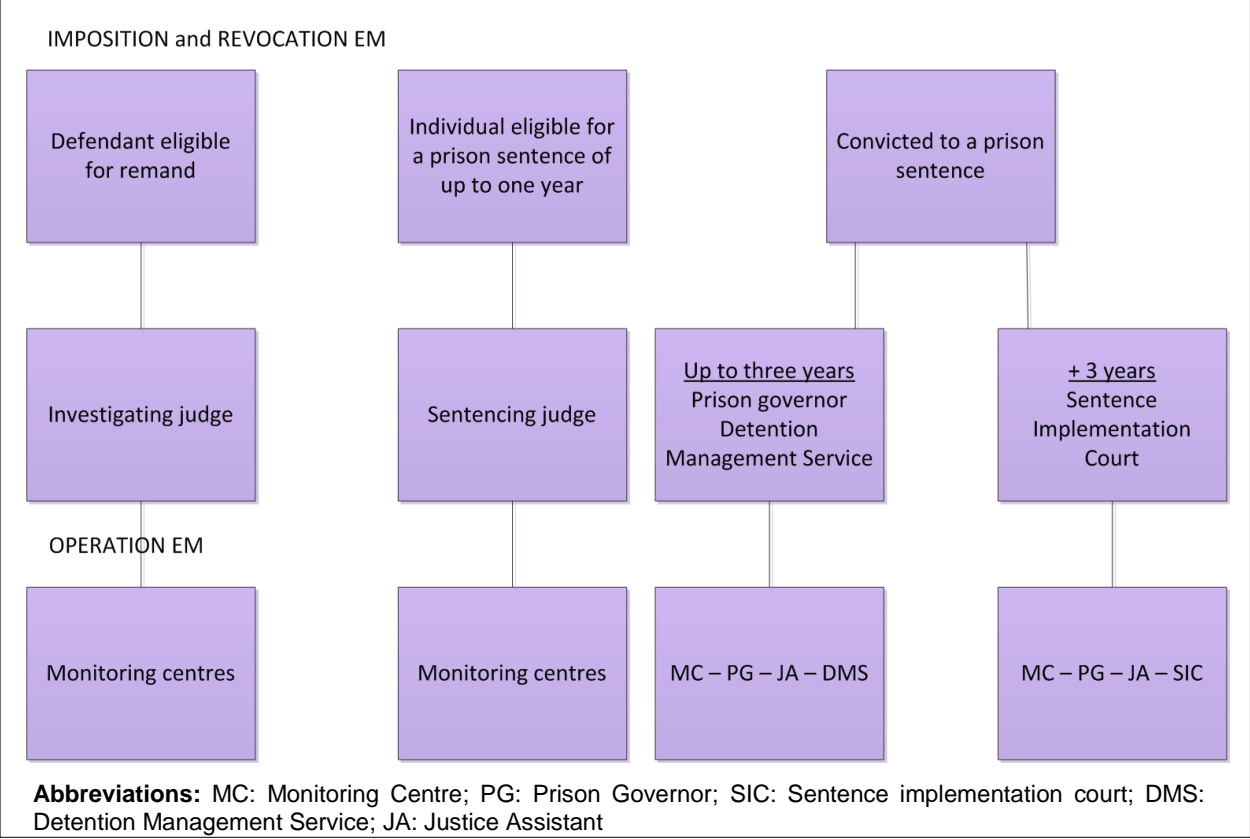 IMPOSITION and REVOCATION EM
Defendant eligible
for remand
Individual eligible for
a prison sentence of
up to one year
Convicted to a prison
sentence
Investigating judge
Sentencing judge
Up to three years
Prison governor
Detention
Management Service
+ 3 years
Sentence
Implementation
Court
OPERATION EM
Monitoring centres
Monitoring centres
MC – PG – JA – DMS
MC – PG – JA – SIC
Abbreviations: MC: Monitoring Centre; PG: Prison Governor; SIC: Sentence implementation court; DMS:
Detention Management Service; JA: Justice Assistant